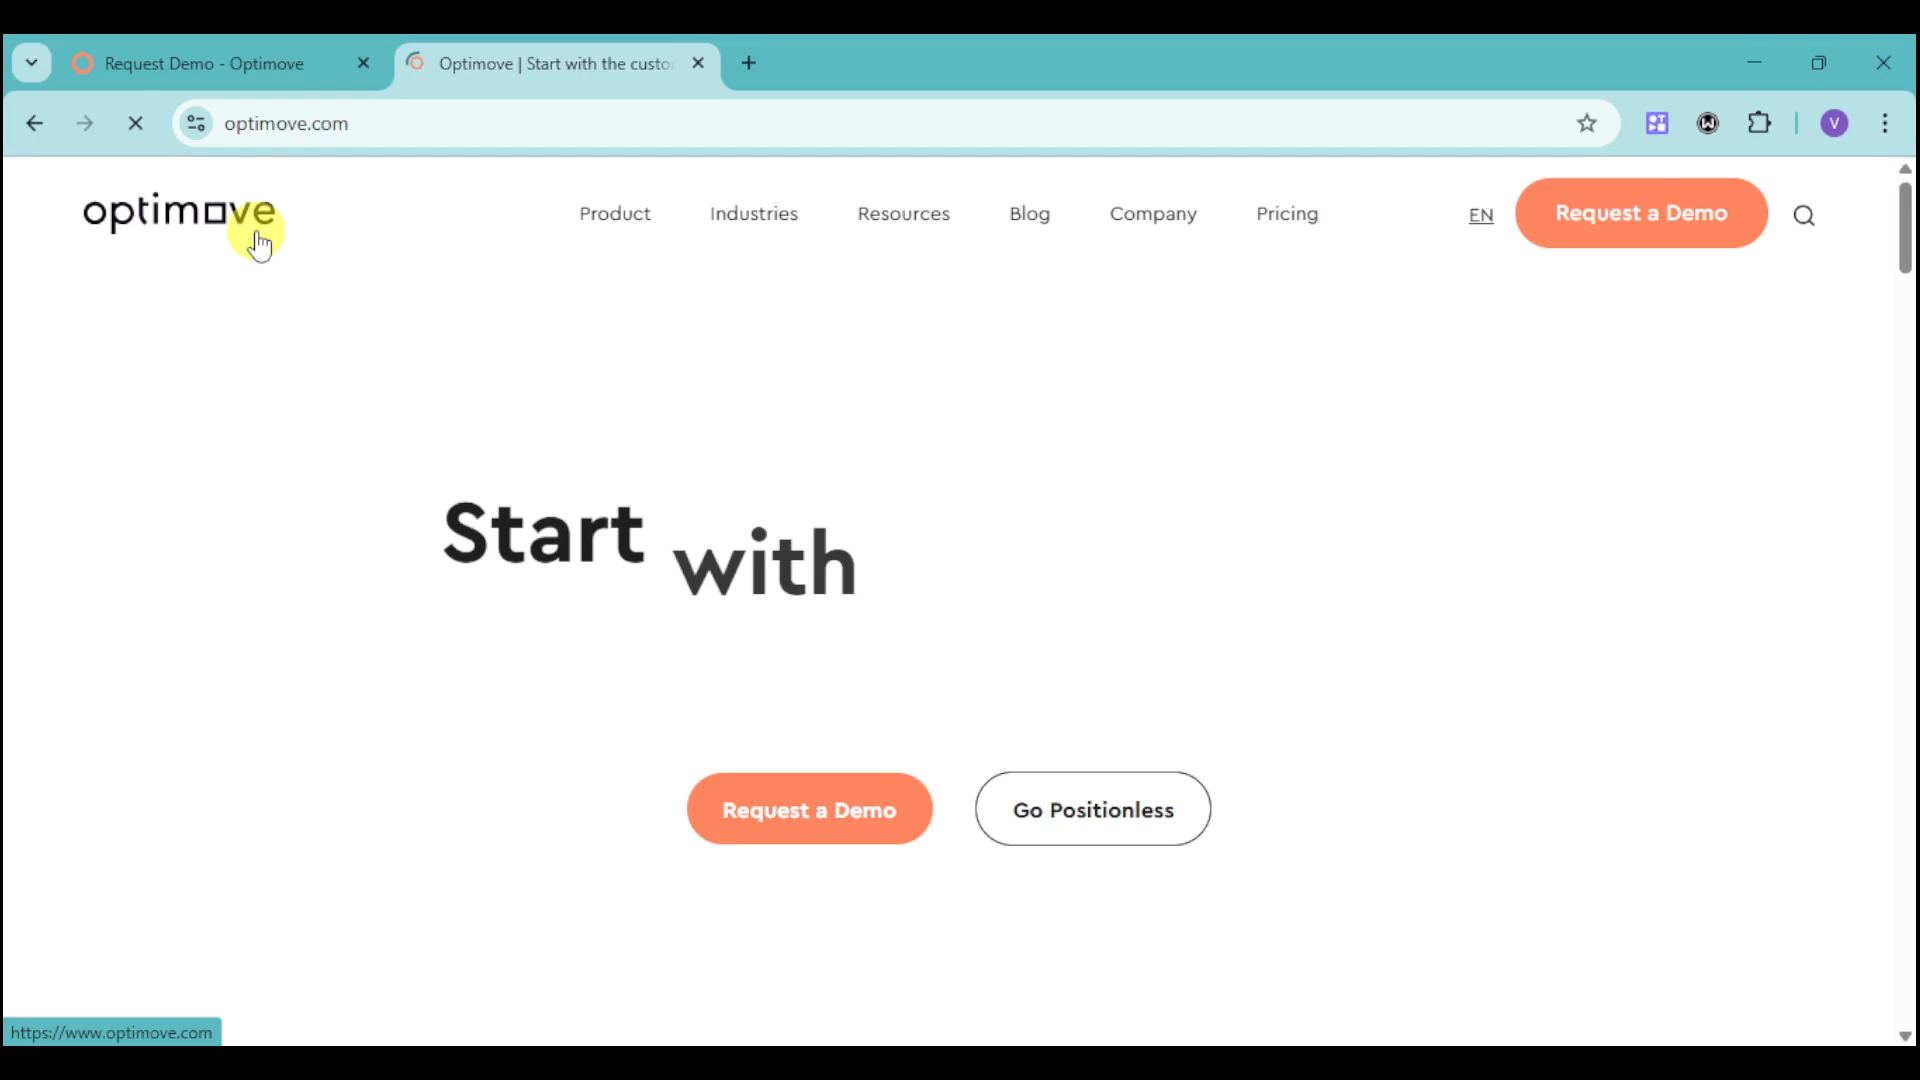 Request Demo - Optimove
Optimove | Start with the custo
optimove.com
V
optimove
Product
Industries
Resources
Blog
Company
Pricing
EN
Request a Demo
Start with
Request a Demo
Go Positionless
https://www.optimove.com